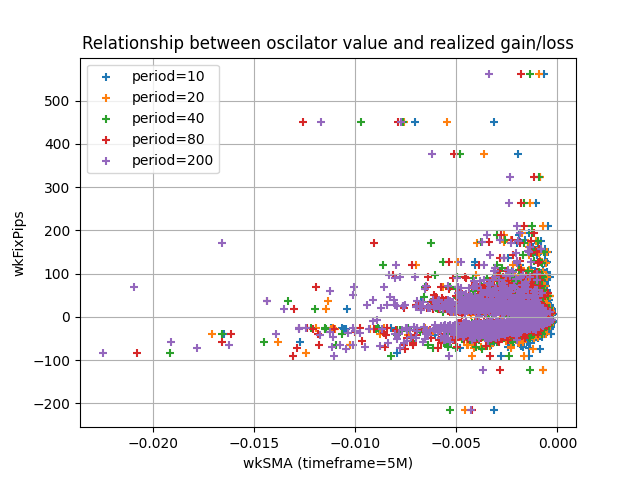 Relationship between oscilator value and realized gain/loss
period=10
period=20
period=40
period=80
period=200
500
400
300
200
100
0
−100
−200
wkFixPips
−0.020 −0.015 −0.010 −0.005 0.000
wkSMA (timeframe=5M)